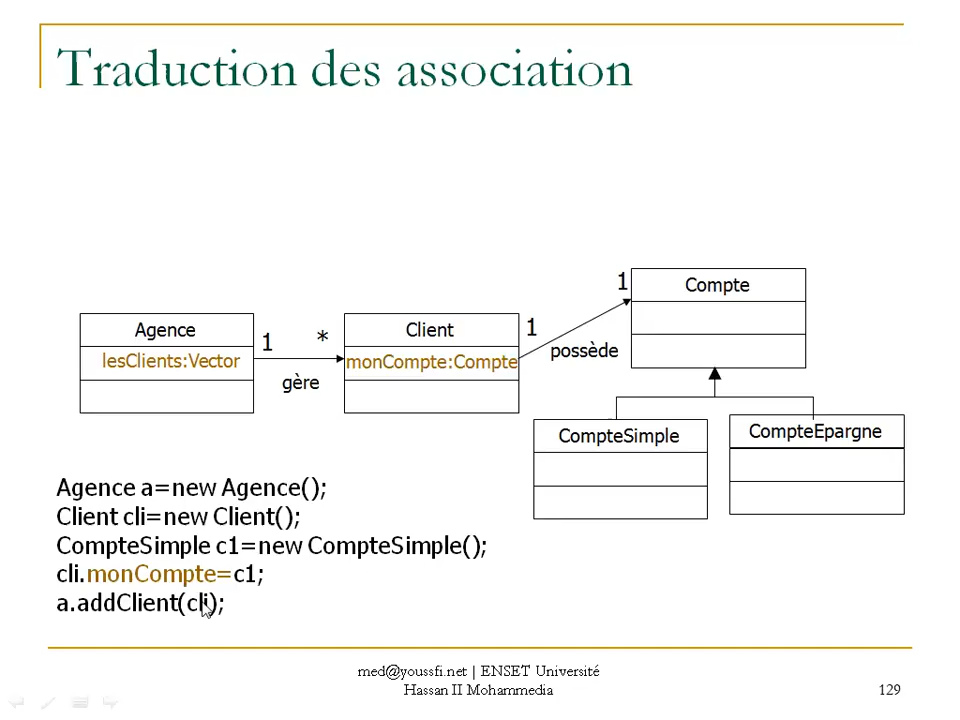 Traduction des association
Compte
1
Agence
lesClients:Vector
1
*
gère
Client
monCompte:Compte
1
possède
CompteSimple
CompteEpargne
Agence a=new Agence();
Client cli=new Client();
CompteSimple c1=new CompteSimple();
cli.monCompte=c1;
a.addClient(cli);
med@youssfi.net | ENSET Université
Hassan II Mohammedia
129